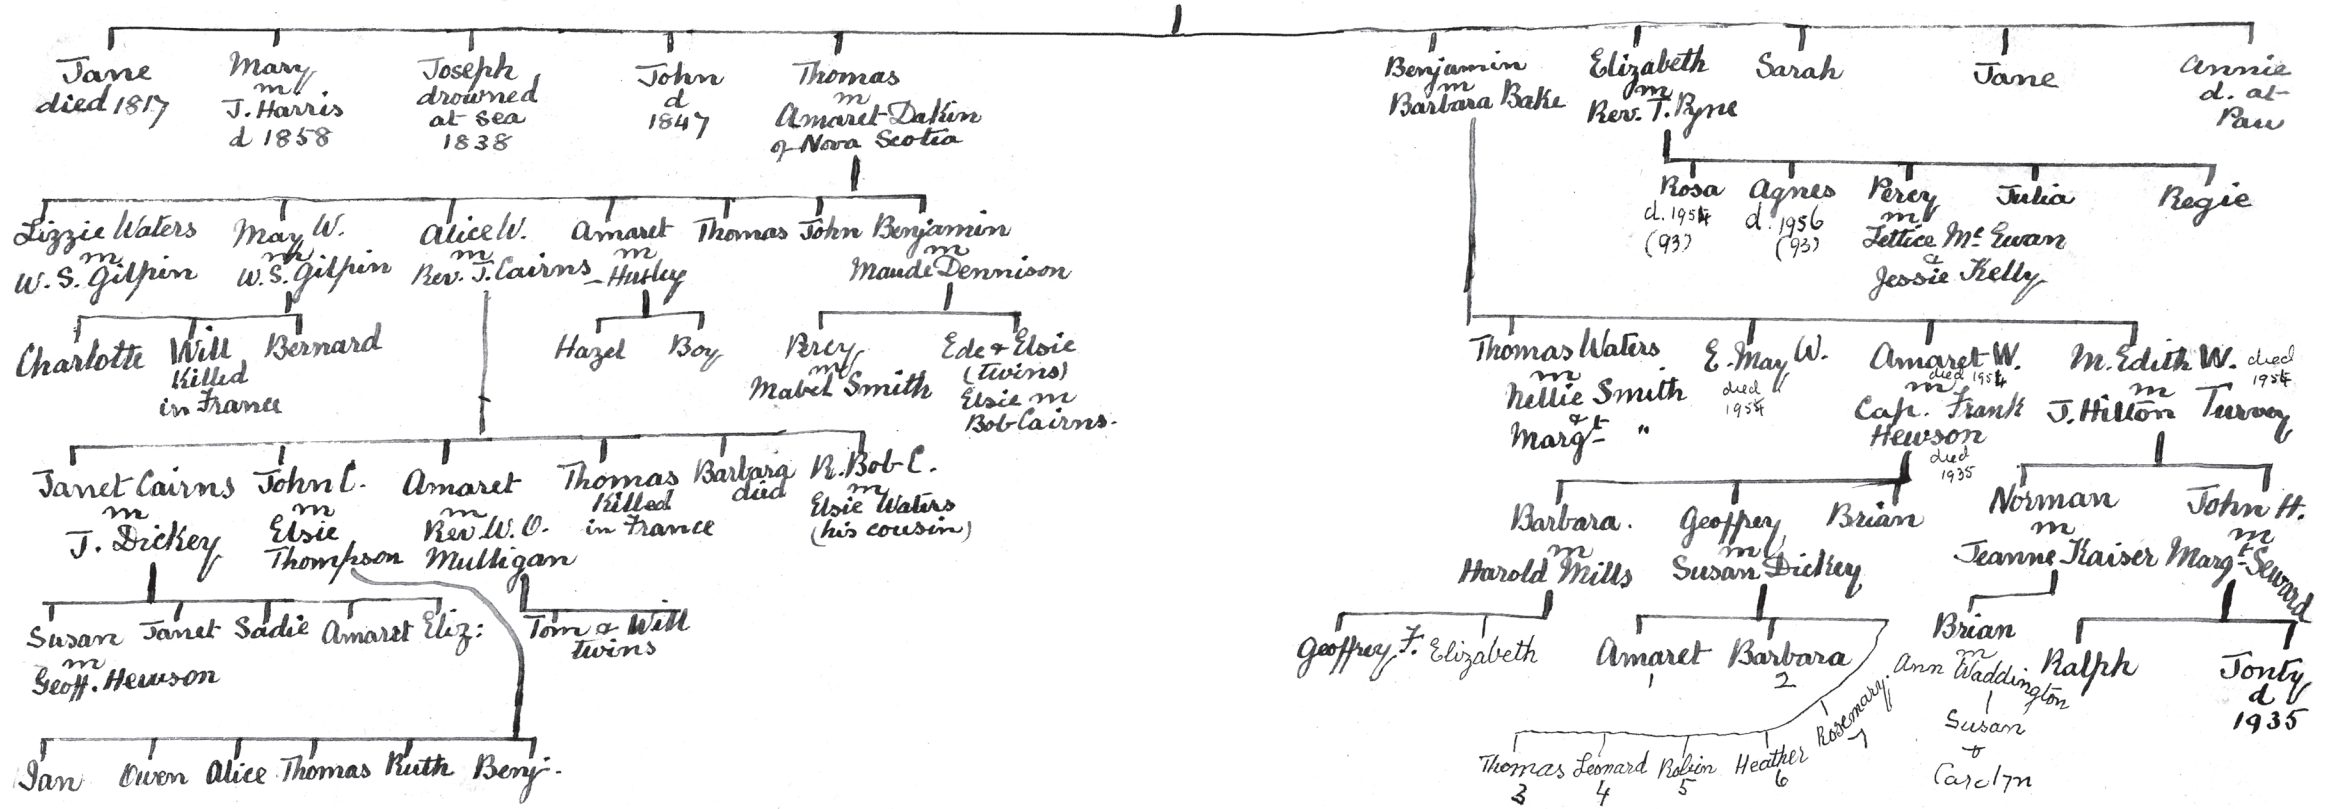 Jane
died 1817
Mary
m
J. Harris
d 1858
Joseph
drowned
at sea
1838
John
d
1847
Thomas
m
Amaret Dakin
of Nova Scotia
Benjamin
m
Barbara Bake
Elizabeth
m
Rev. T. Pyne
Sarah
Jane
Annie
d. at
Pau
Rosa
d. 1954
(93)
Agnes
d. 1956
(93)
Percy
m
Lettice Mc Ewan
&
Jessie Kelly
Julia
Regie
Lizzie Waters
m
W. S. Gilpin
May W.
m
W. S. Gilpin
Alice W.
m
Rev. J. Cairns
Amaret
m
– Hurley
Thomas
John
Benjamin
m
Maude Dennison
Charlotte
Will
Killed
in France
Bernard
Hazel
Boy
Percy
m
Mabel Smith
Ede & Elsie
(twins)
Elsie m
Bob Cairns.
Thomas Waters
m
Nellie Smith
&
Margt "
E. May W.
died
1954
Amaret W.
died 1954
m
Cap. Frank
Hewson
died
1935
M. Edith W. died
1954
m
J. Hilton Turvey
Janet Cairns
m
J. Dickey
John C.
m
Elsie
Thompson
Amaret
m
Rev. W. O.
Mulligan
Thomas
Killed
in France
Barbara
died
R. Bob C.
m
Elsie Waters
(his cousin)
Barbara.
m
Harold Mills
Geoffrey
m
Susan Dickey
Brian
Norman
m
Jeanne Kaiser
John H.
m
Margt Seward
Susan
m
Geoff. Hewson
Janet
Sadie
Amaret
Eliz:
Tom & Will
twins
Geoffrey F.
Elizabeth
Amaret
1
Barbara
2
Brian
m
Ann Waddington
Susan
&
Carolyn
Ralph
Jonty
d
1935
Ian
Owen
Alice
Thomas
Ruth
Benj.
Thomas
3
Leonard
4
Robin
5
Heather
6
Rosemary.
7